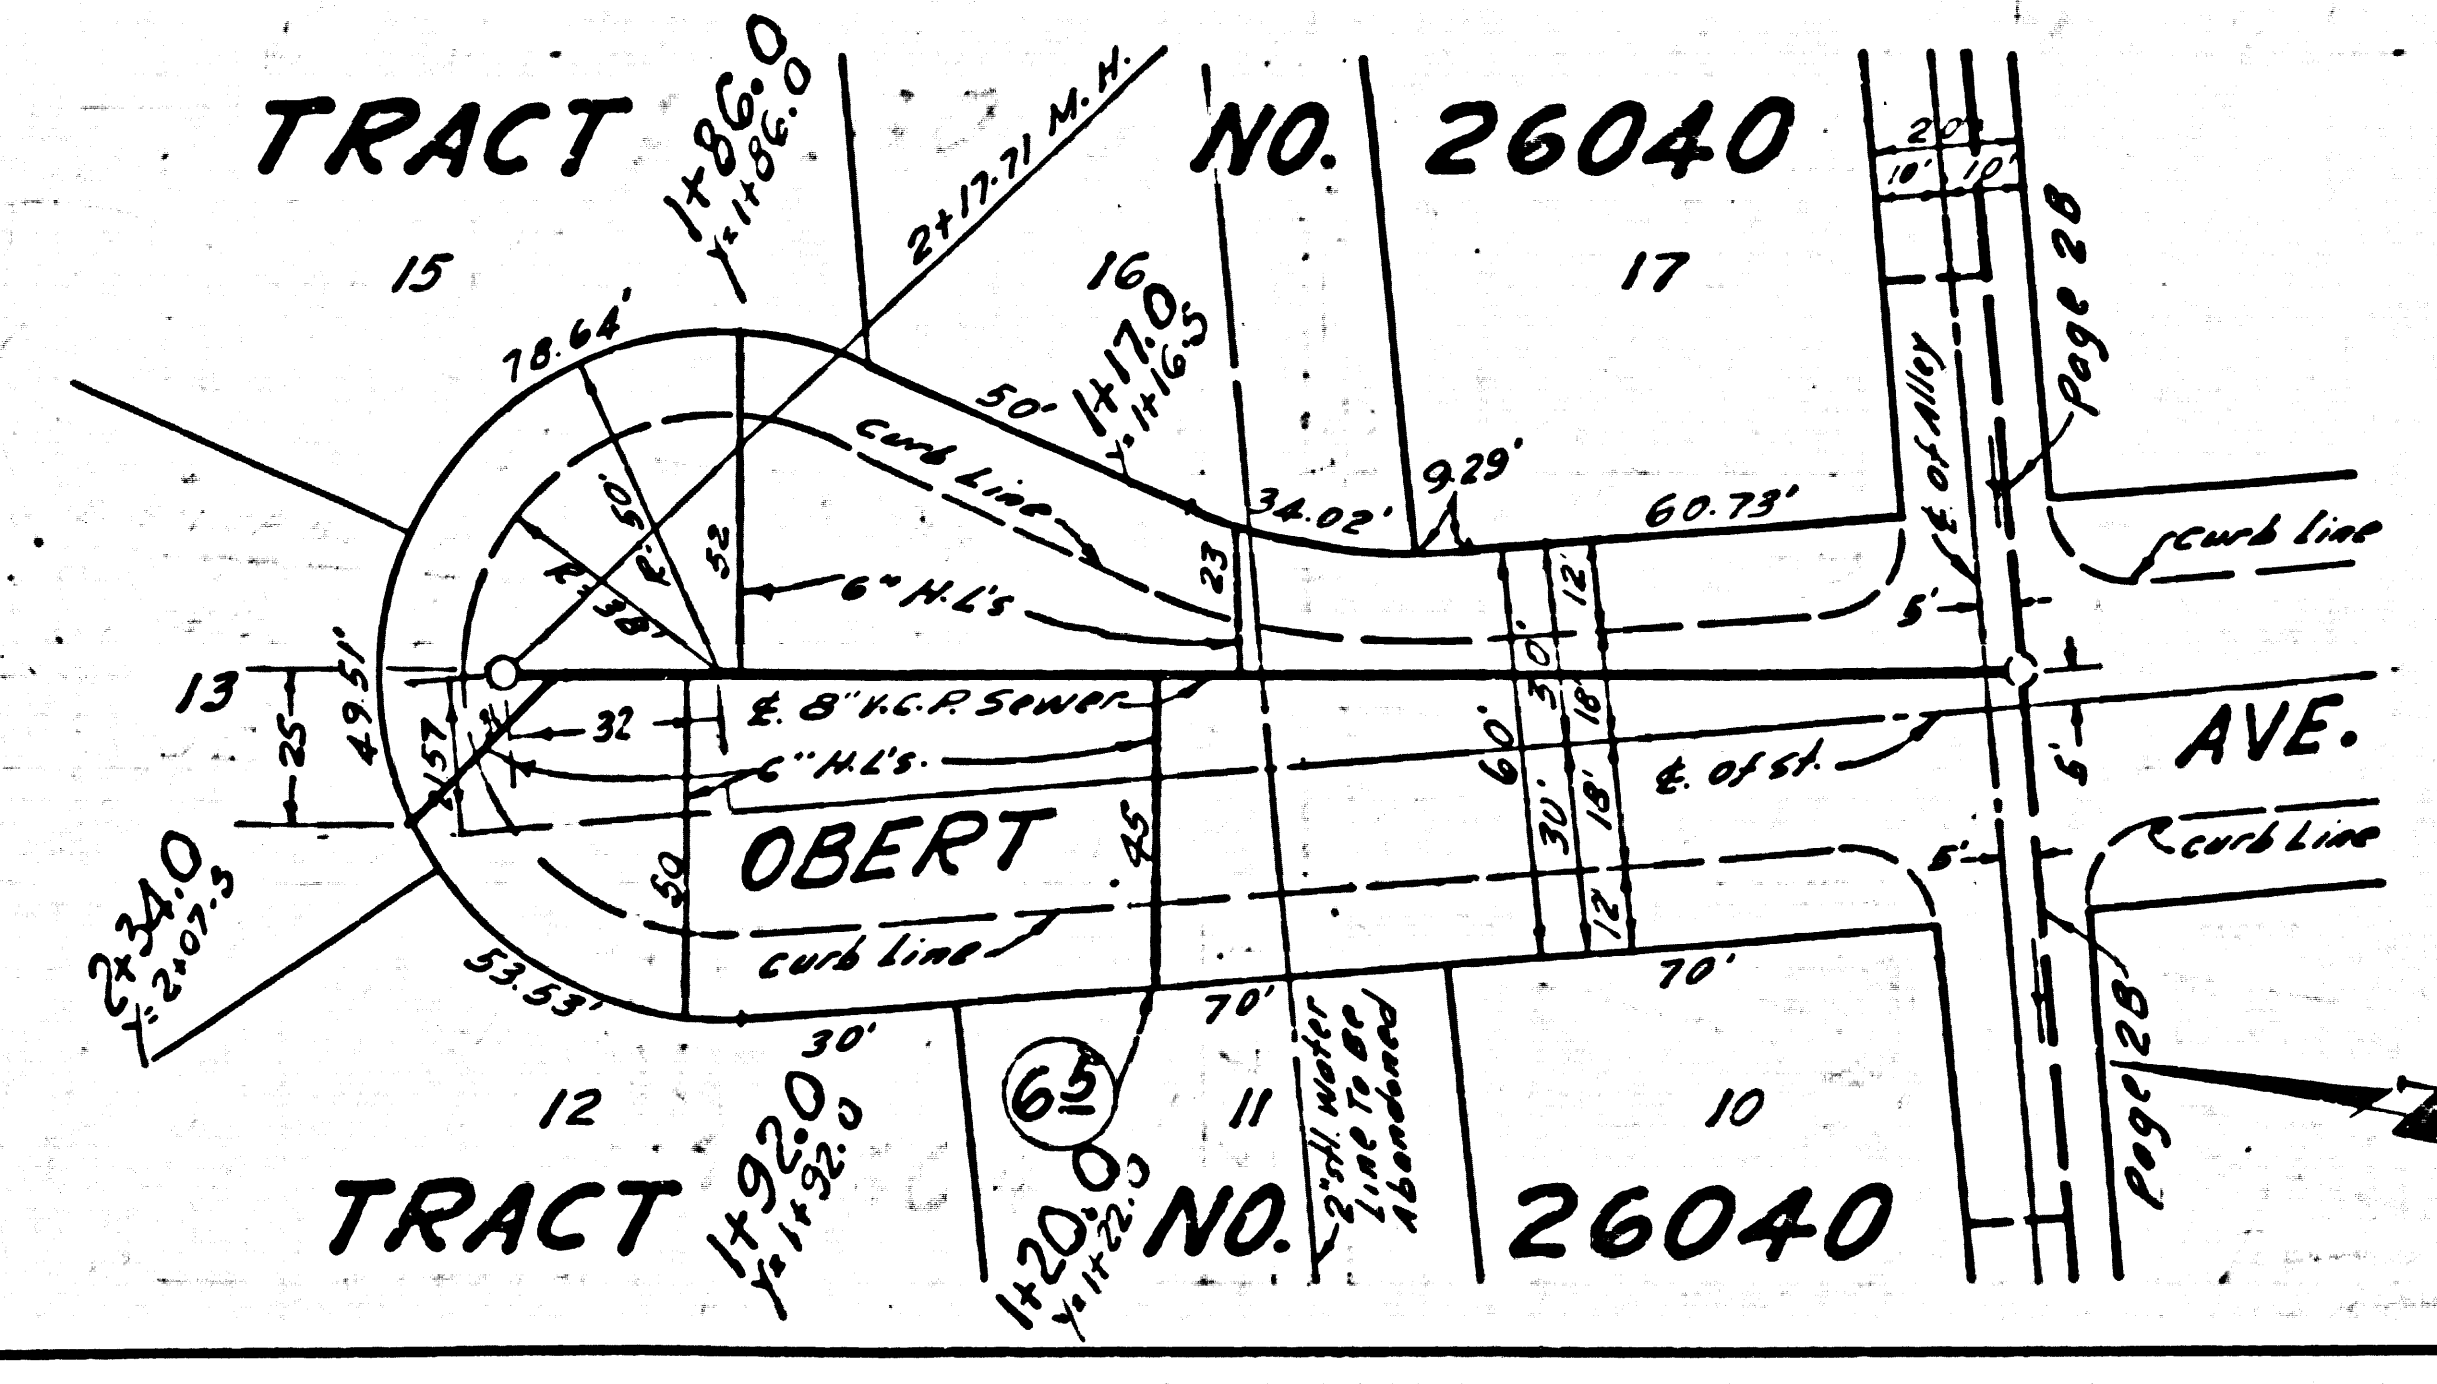 TRACT NO. 26040
1+86.0
Y=1+86.0
2+17.71 M.H.
20'
10' 10'
Page 28
15
16
17
1+17.0
Y=1+16.5
78.64'
50'
Curb Line
9.29'
34.02'
60.73'
℄ Of Alley
curb line
R. 50'
R. 38'
52
6" H.L's
23
12'
5'
13
49.51'
25
32
℄. 8" V.C.P. Sewer
6" H.L's.
30'
18'
60'
℄. Of St.
5'
AVE.
OBERT
45
50
30'
18'
12
5'
curb Line
2+34.0
Y=2+07.3
53.53'
curb line
30'
70'
70'
65
12
11
10
2" stl. Water
Line To Be
Abandoned
Page 28
1+92.0
Y=1+92.0
1+20.0
Y=1+22.0
TRACT NO. 26040